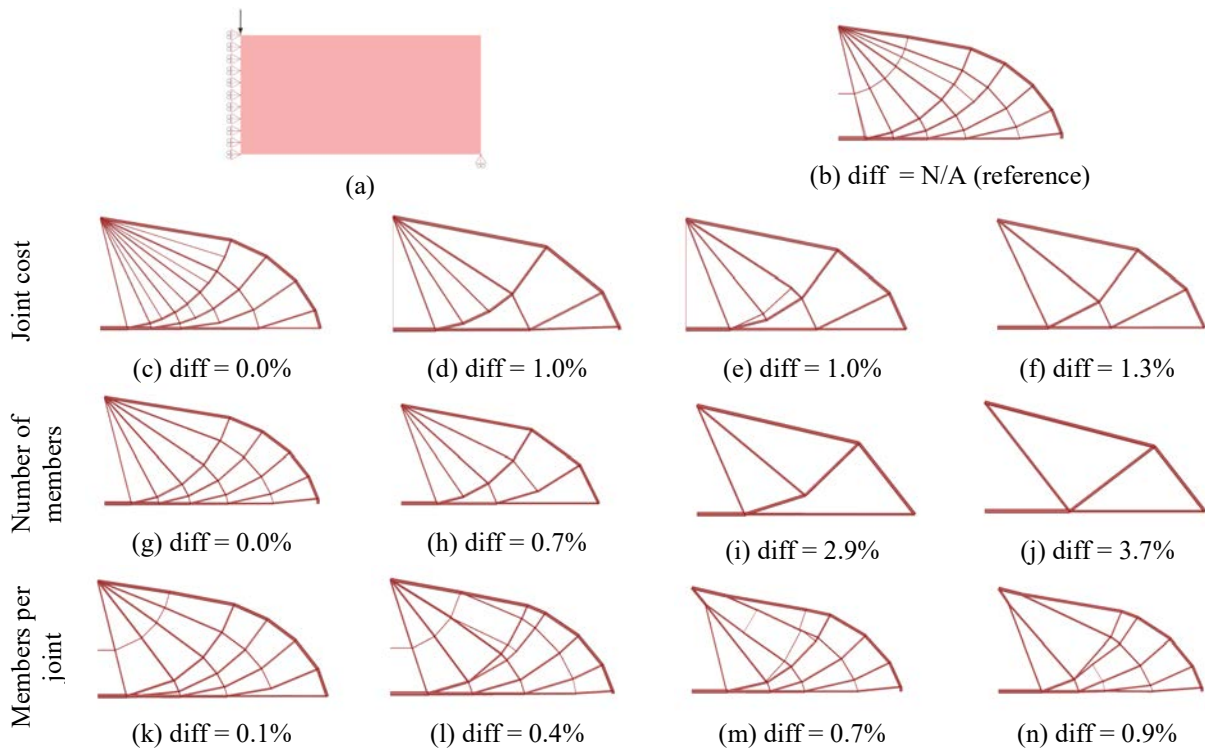 (a)
(b) diff = N/A (reference)
Joint cost
(c) diff = 0.0%
(d) diff = 1.0%
(e) diff = 1.0%
(f) diff = 1.3%
Number of
members
(g) diff = 0.0%
(h) diff = 0.7%
(i) diff = 2.9%
(j) diff = 3.7%
Members per
joint
(k) diff = 0.1%
(l) diff = 0.4%
(m) diff = 0.7%
(n) diff = 0.9%